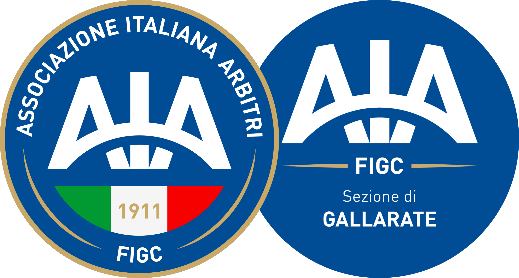 ASSOCIAZIONE ITALIANA ARBITRI
AIA
1911
FIGC
AIA
FIGC
Sezione di
GALLARATE